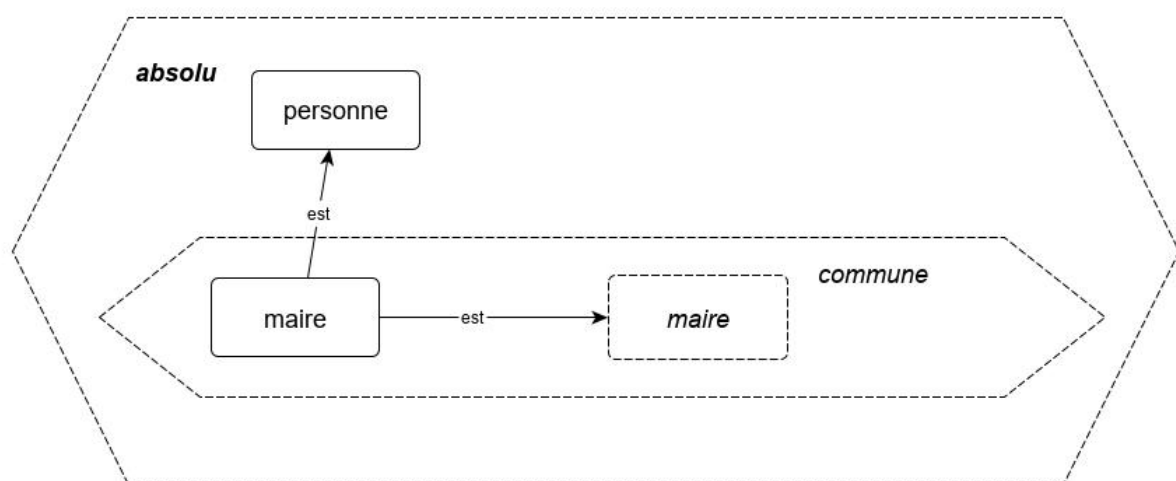 absolu
personne
est
commune
maire
est
maire